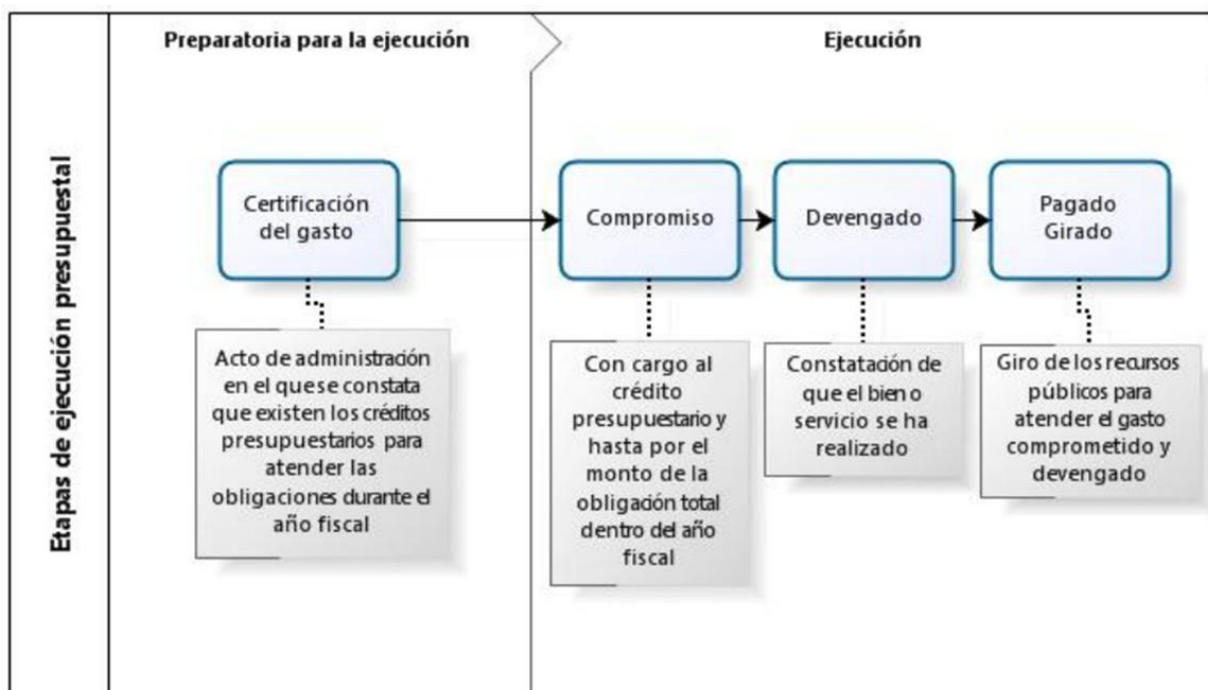 Etapas de ejecución presupuestal
Preparatoria para la ejecución
Ejecución
Certificación
del gasto
Compromiso
Devengado
Pagado
Girado
Acto de administración
en el que se constata
que existen los créditos
presupuestarios para
atender las
obligaciones durante el
año fiscal
Con cargo al
crédito
presupuestario y
hasta por el
monto de la
obligación total
dentro del año
fiscal
Constatación de
que el bien o
servicio se ha
realizado
Giro de los recursos
públicos para
atender el gasto
comprometido y
devengado